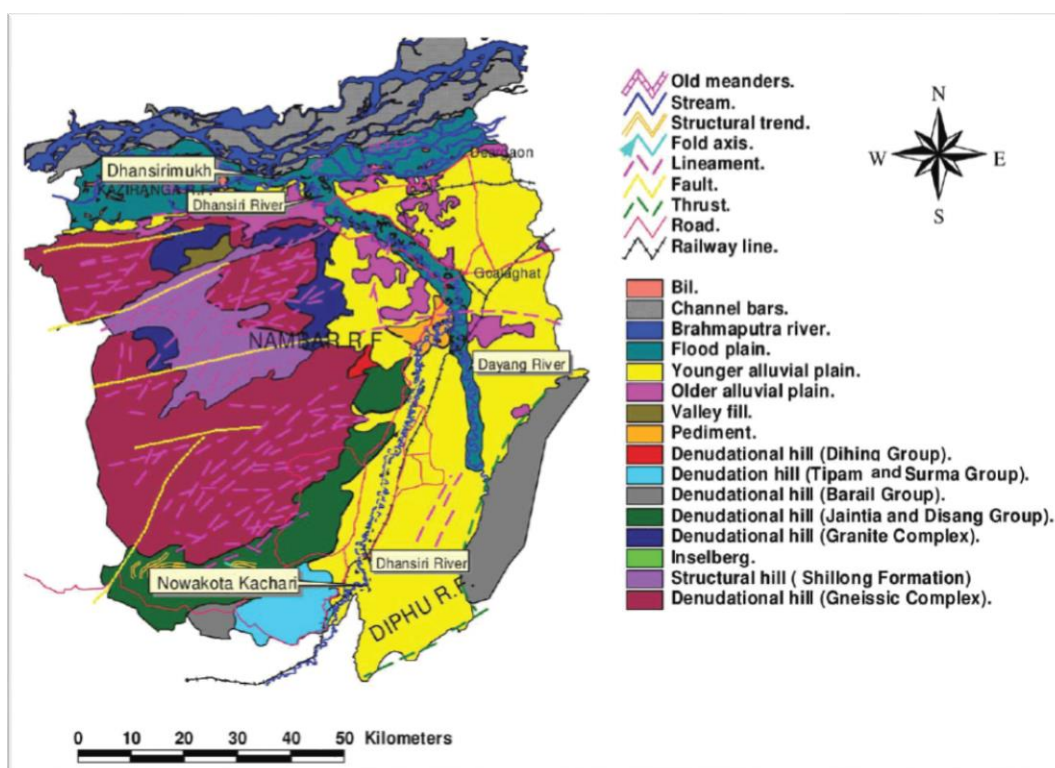 Dhansirimukh
KAZIRANGA R.F.
Dhansiri River
Goalaghat
NAMBAR R.F
Dayang River
Dhansiri River
Nowakota Kachari
DIPHU R.F
0 10 20 30 40 50 Kilometers
Old meanders.
Stream.
Structural trend.
Fold axis.
Lineament.
Fault.
Thrust.
Road.
Railway line.
N
W E
S
Bil.
Channel bars.
Brahmaputra river.
Flood plain.
Younger alluvial plain.
Older alluvial plain.
Valley fill.
Pediment.
Denudational hill (Dihing Group).
Denudation hill (Tipam and Surma Group).
Denudational hill (Barail Group).
Denudational hill (Jaintia and Disang Group).
Denudational hill (Granite Complex).
Inselberg.
Structural hill ( Shillong Formation)
Denudational hill (Gneissic Complex).